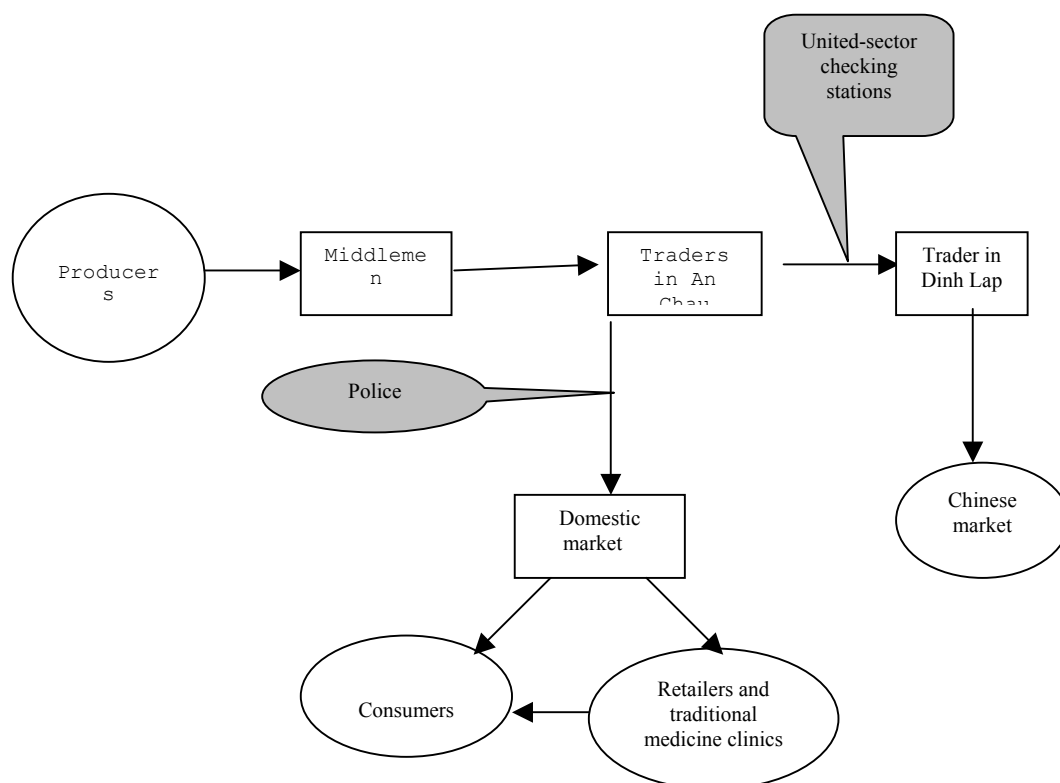 United-sector
checking
stations
Producer
s
Middleme
n
Traders
in An
Chau
Trader in
Dinh Lap
Police
Domestic
market
Chinese
market
Consumers
Retailers and
traditional
medicine clinics